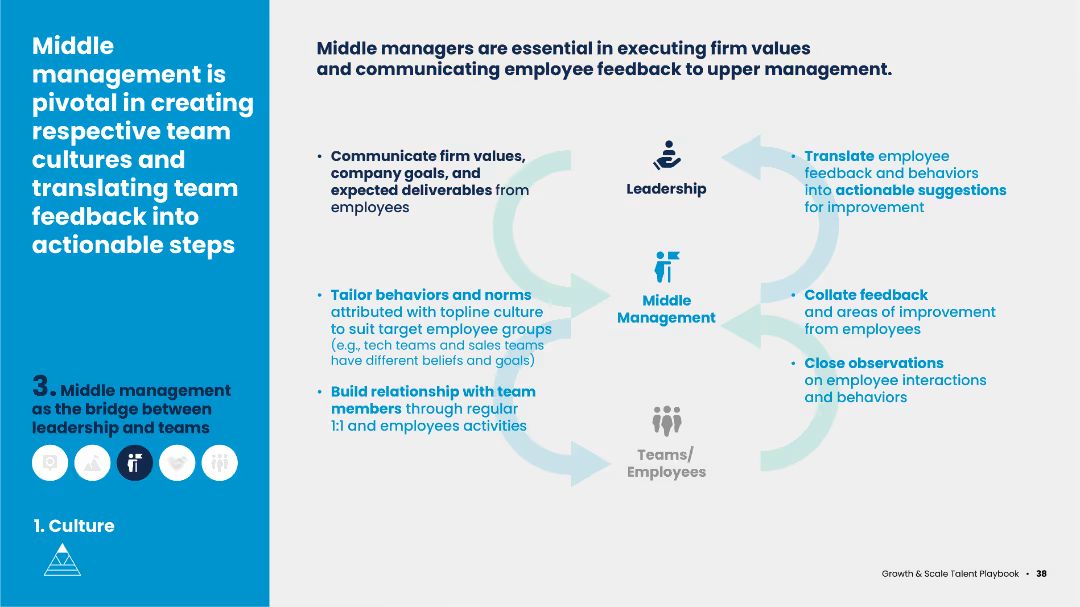 Middle
management is
pivotal in creating
respective team
cultures and
translating team
feedback into
actionable steps
3. Middle management
as the bridge between
leadership and teams
1. Culture
Middle managers are essential in executing firm values
and communicating employee feedback to upper management.
• Communicate firm values,
company goals, and
expected deliverables from
employees
• Tailor behaviors and norms
attributed with topline culture
to suit target employee groups
(e.g., tech teams and sales teams
have different beliefs and goals)
• Build relationship with team
members through regular
1:1 and employees activities
Leadership
Middle
Management
Teams/
Employees
• Translate employee
feedback and behaviors
into actionable suggestions
for improvement
• Collate feedback
and areas of improvement
from employees
• Close observations
on employee interactions
and behaviors
Growth & Scale Talent Playbook • 38